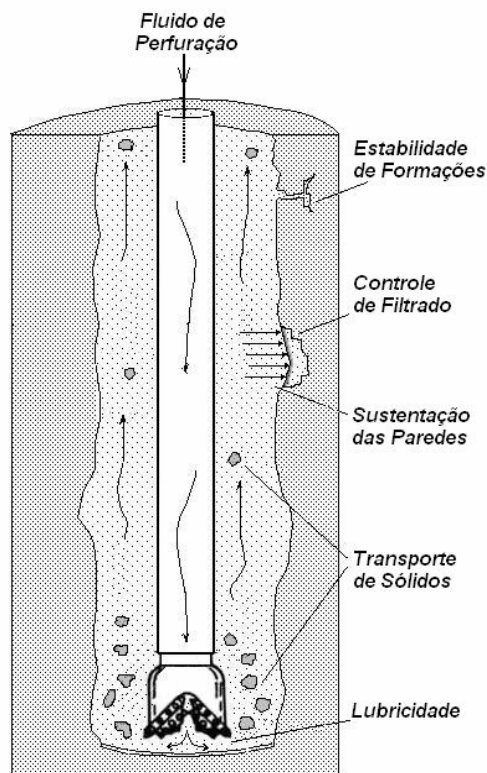 Fluido de
Perfuração
Estabilidade
de Formações
Controle
de Filtrado
Sustentação
das Paredes
Transporte
de Sólidos
Lubricidade